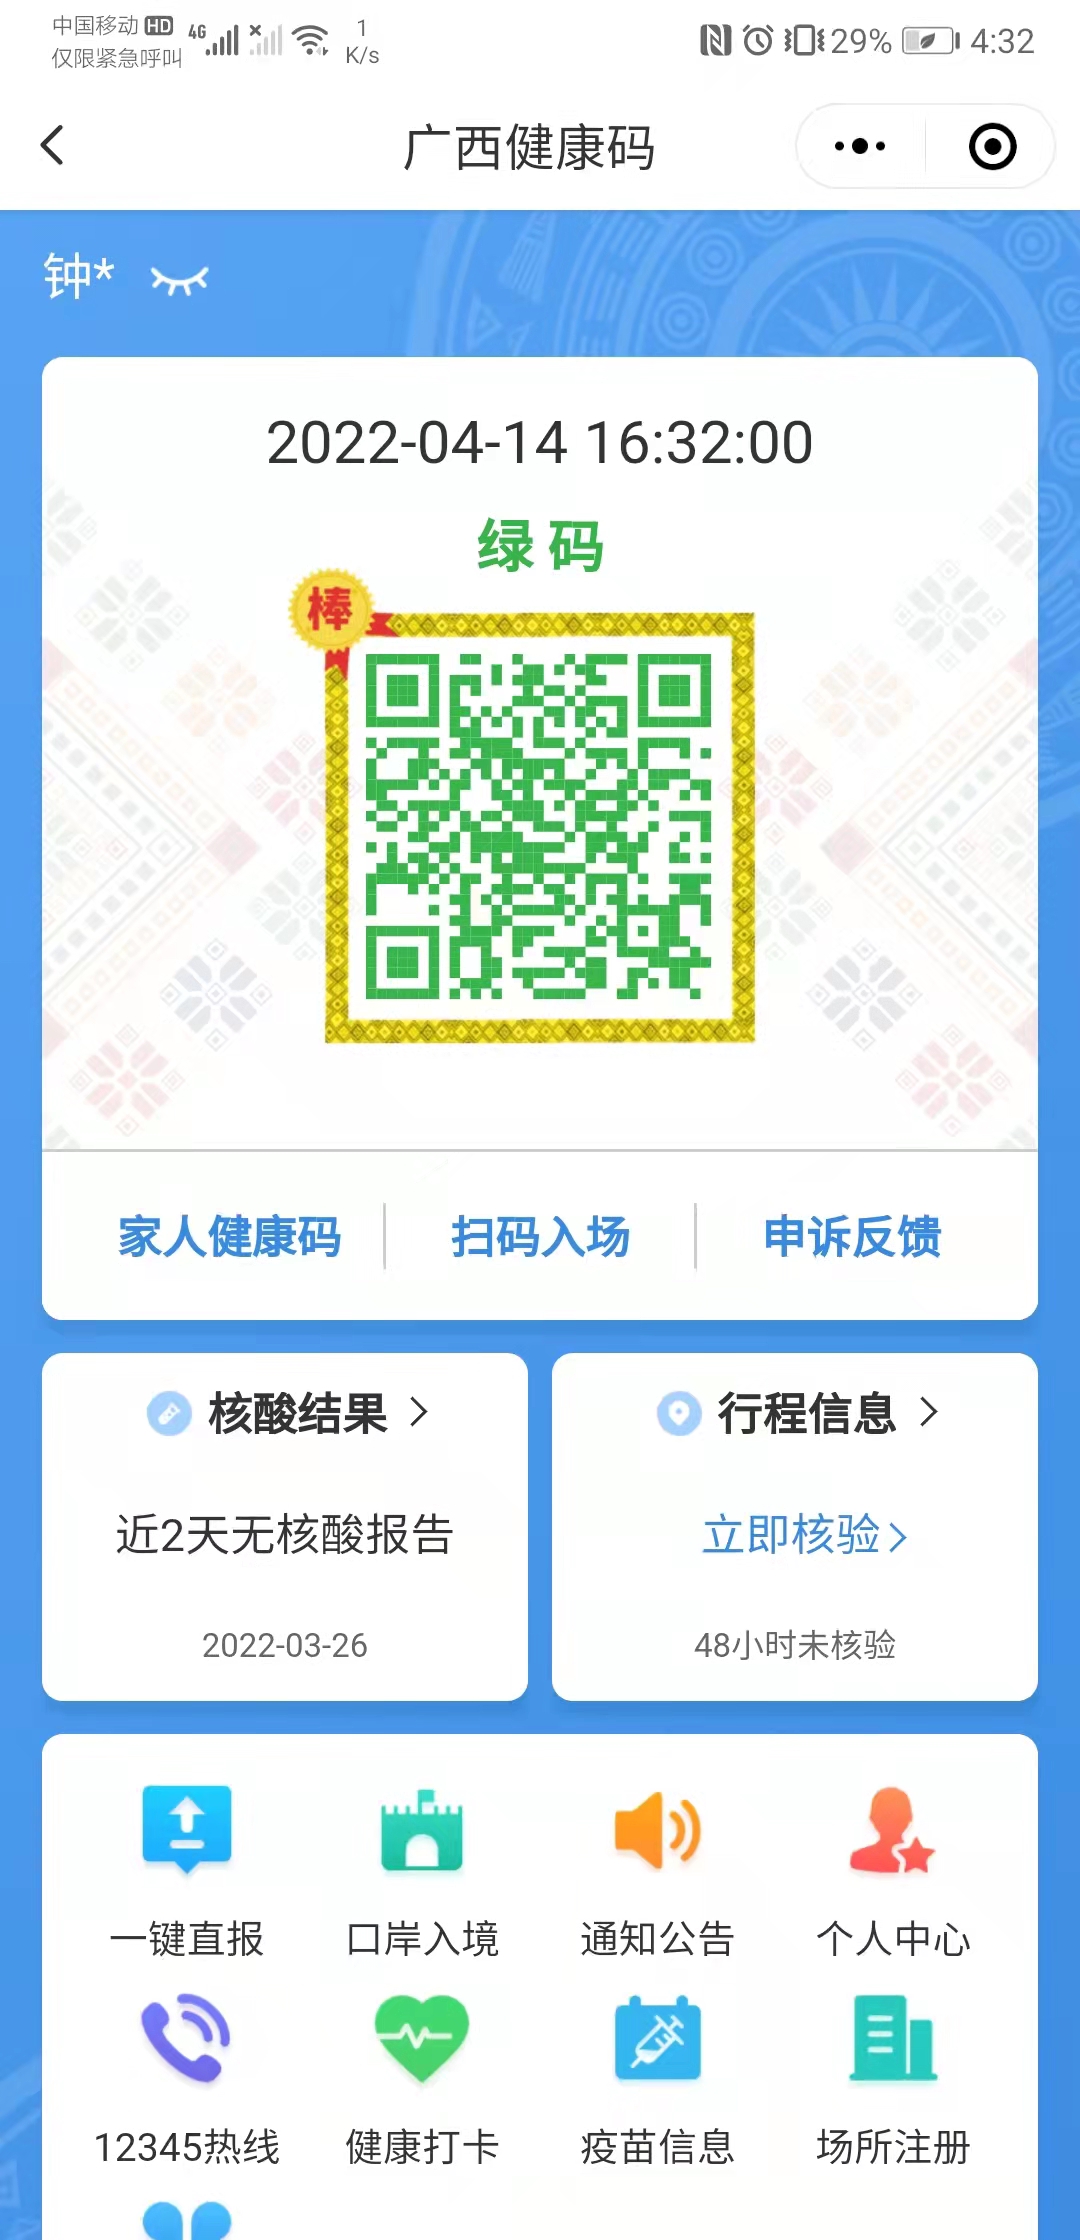 中国移动 HD 4G 1 29% 4:32
仅限紧急呼叫 K/s
广西健康码
钟*
2022-04-14 16:32:00
绿码
棒
家人健康码 扫码入场 申诉反馈
核酸结果 行程信息
近2天无核酸报告 立即核验
2022-03-26 48小时未核验
一键直报 口岸入境 通知公告 个人中心
12345热线 健康打卡 疫苗信息 场所注册